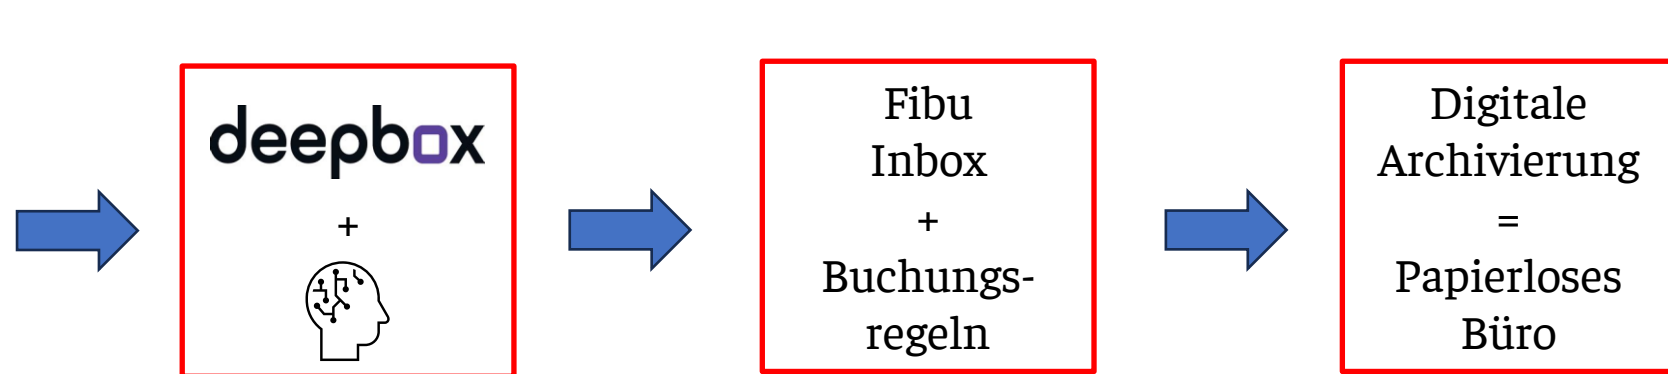 deepbox
+
Fibu
Inbox
+
Buchungs-
regeln
Digitale
Archivierung
=
Papierloses
Büro